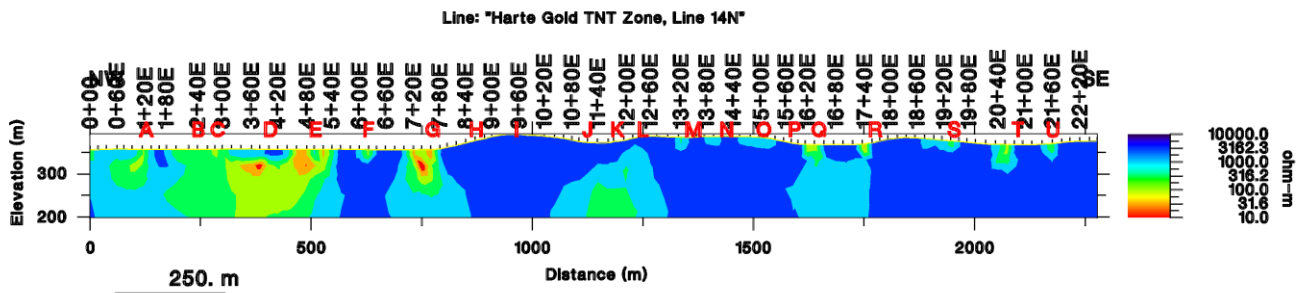 Line: "Harte Gold TNT Zone, Line 14N"
NW SE
0+00 0+60E 1+20E 1+80E 2+40E 3+00E 3+60E 4+20E 4+80E 5+40E 6+00E 6+60E 7+20E 7+80E 8+40E 9+00E 9+60E 10+20E 10+80E 11+40E 12+00E 12+60E 13+20E 13+80E 14+40E 15+00E 15+60E 16+20E 16+80E 17+40E 18+00E 18+60E 19+20E 19+80E 20+40E 21+00E 21+60E 22+20E
A B C D E F G H I J K L M N O P Q R S T U
Elevation (m)
300
200
0 500 1000 1500 2000
Distance (m)
250. m
10000.0
3162.3
1000.0
316.2
100.0
31.6
10.0
ohm-m